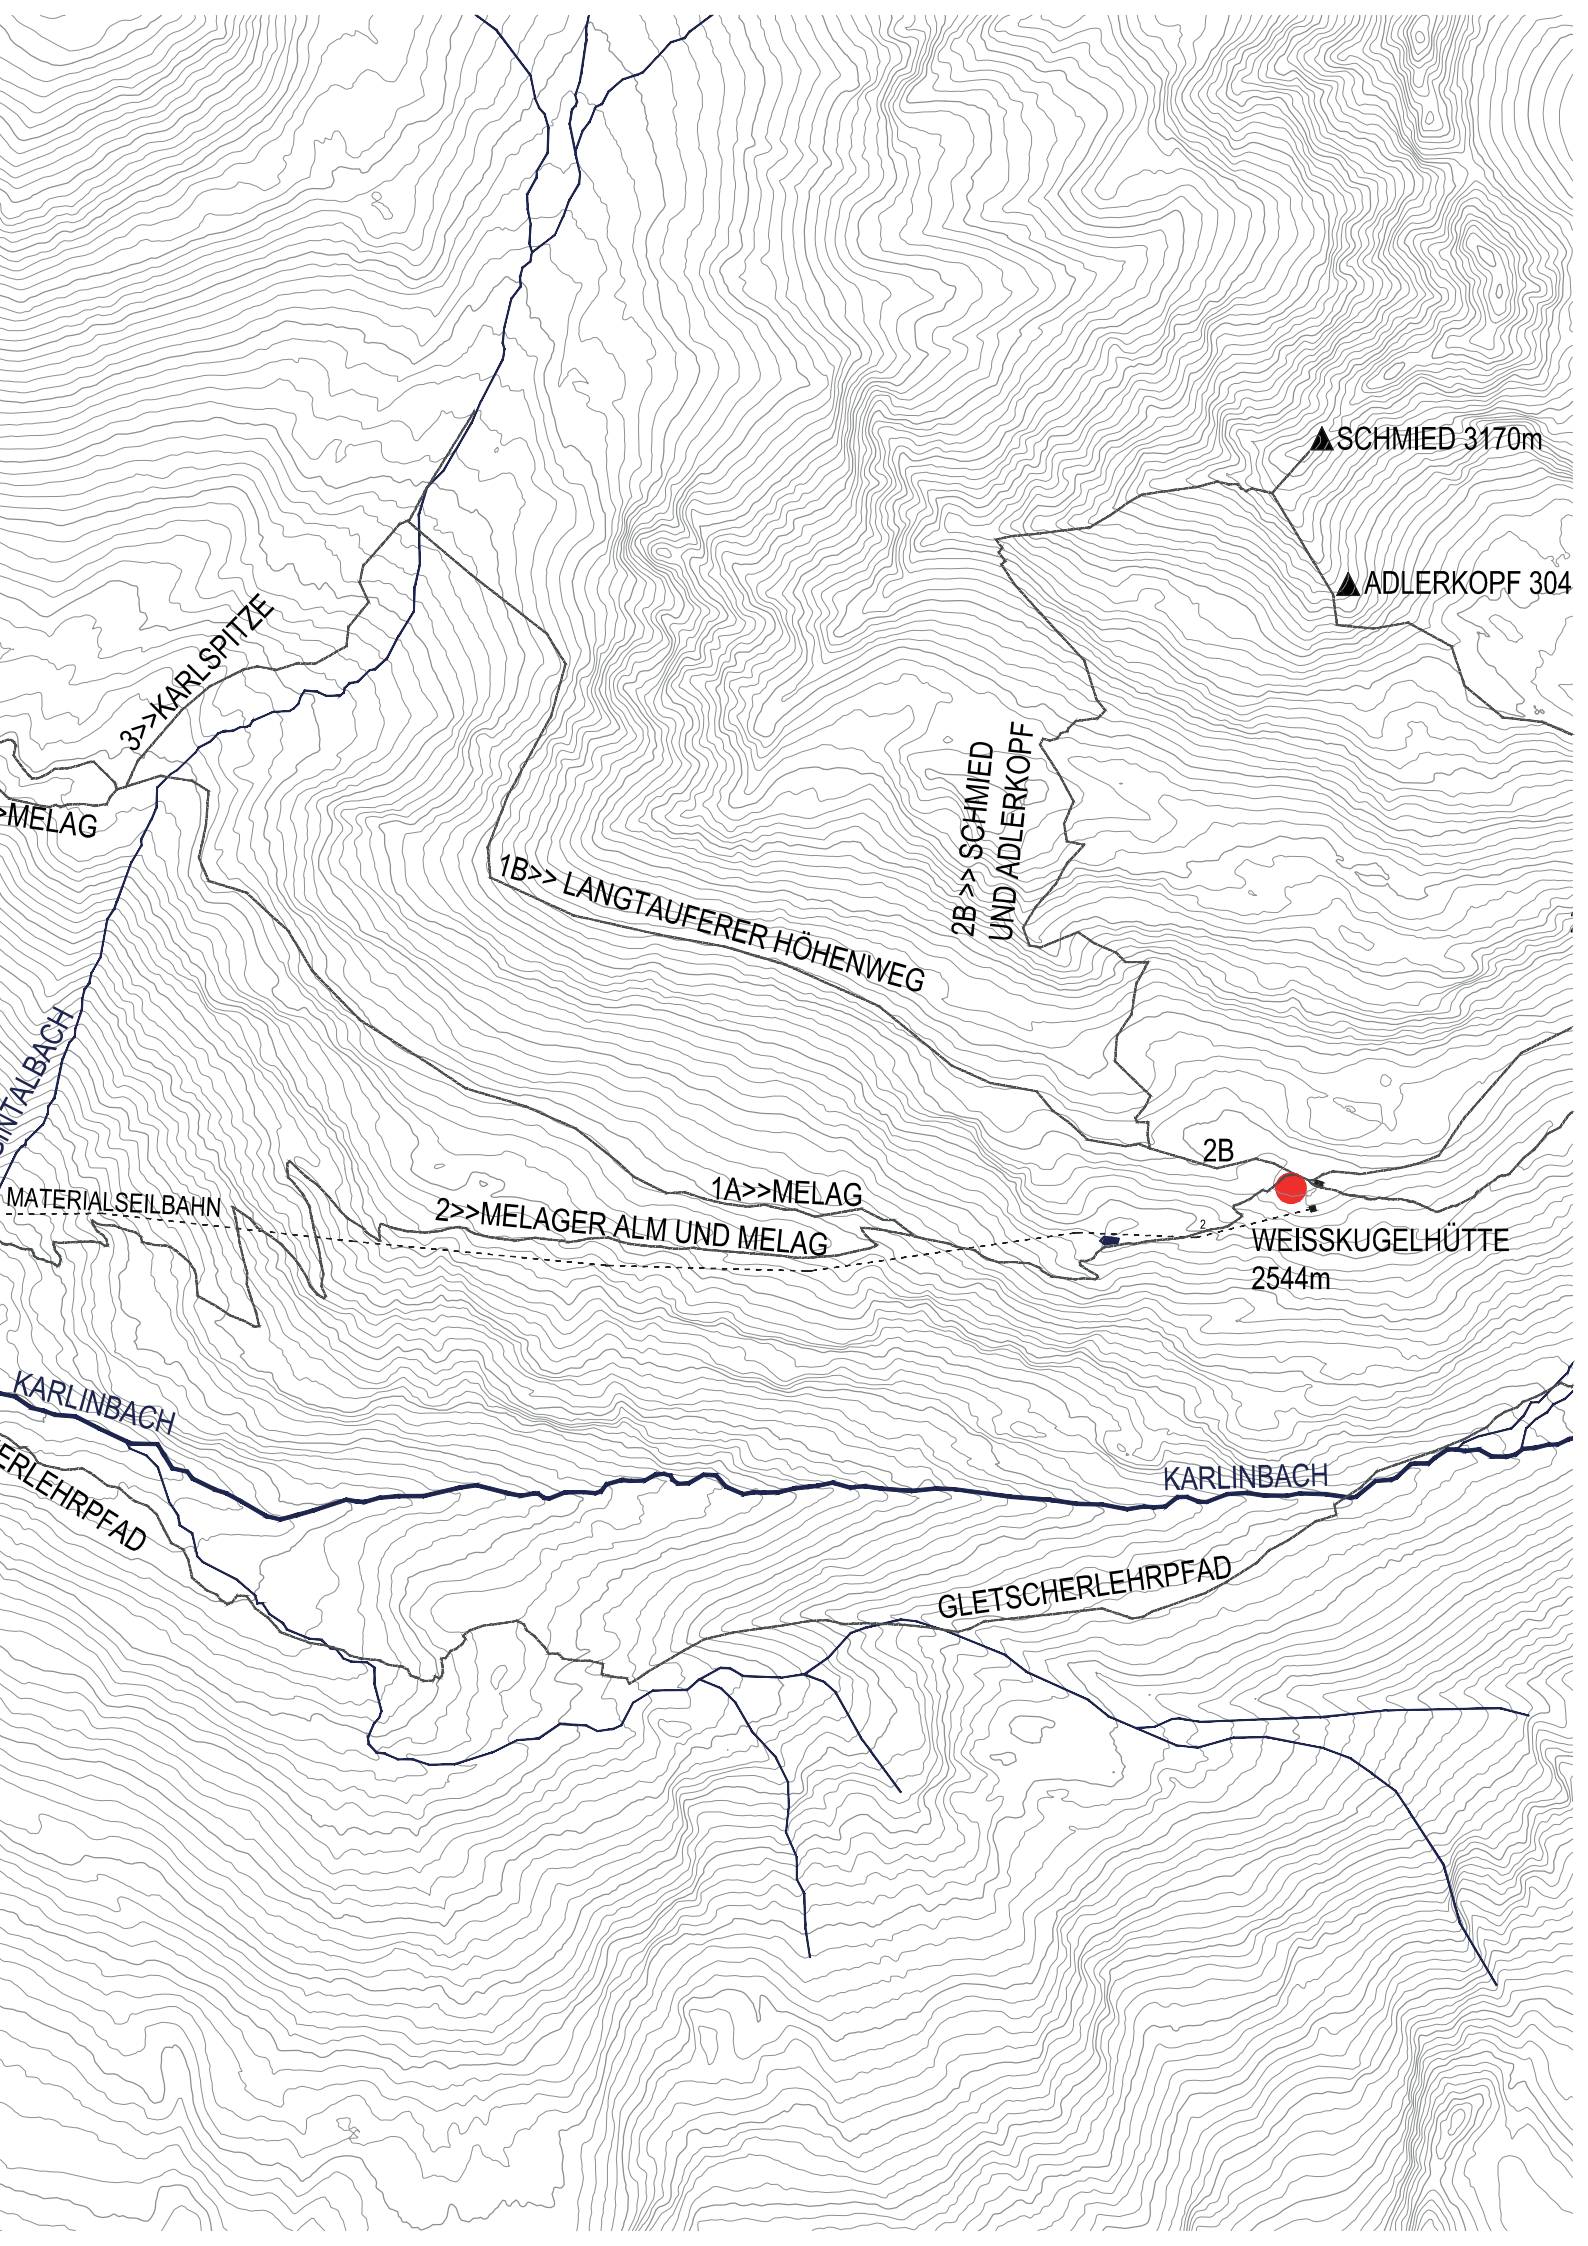 SCHMIED 3170m
ADLERKOPF 304
3>>KARLSPITZE
2B >> SCHMIED
UND ADLERKOPF
>MELAG
1B>> LANGTAUFERER HÖHENWEG
2B
1A>>MELAG
MATERIALSEILBAHN
2>>MELAGER ALM UND MELAG
2
WEISSKUGELHÜTTE
2544m
KARLINBACH
KARLINBACH
ERLEHRPFAD
GLETSCHERLEHRPFAD